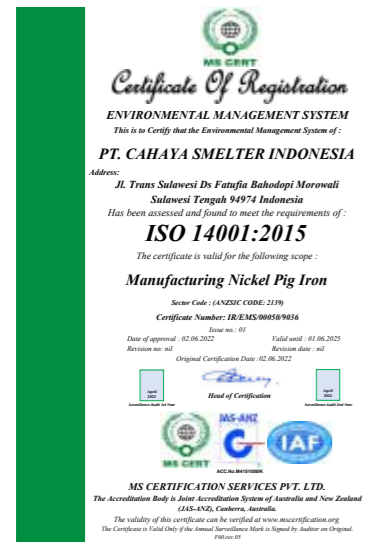 MS CERT
Certificate Of Registration
ENVIRONMENTAL MANAGEMENT SYSTEM
This is to Certify that the Environmental Management System of :
PT. CAHAYA SMELTER INDONESIA
Address:
Jl. Trans Sulawesi Ds Fatufia Bahodopi Morowali
Sulawesi Tengah 94974 Indonesia
Has been assessed and found to meet the requirements of :
ISO 14001:2015
The certificate is valid for the following scope :
Manufacturing Nickel Pig Iron
Sector Code : (ANZSIC CODE: 2139)
Certificate Number: IR/EMS/00050/9036
Issue no.: 01
Date of approval : 02.06.2022 Valid until : 01.06.2025
Revision no: nil Revision date : nil
Original Certification Date :02.06.2022
April
Head of Certification
April
Surveillance Audit 1st Year Surveillance Audit 2nd Year
MS CERT
JAS-ANZ
IAF
ACC.No.M4151008IK
MS CERTIFICATION SERVICES PVT. LTD.
The Accreditation Body is Joint Accreditation System of Australia and New Zealand
(JAS-ANZ), Canberra, Australia.
The validity of this certificate can be verified at www.mscertification.org
The Certificate is Valid Only if the Annual Surveillance Mark is Signed by Auditor on Original.
F00.rev.05